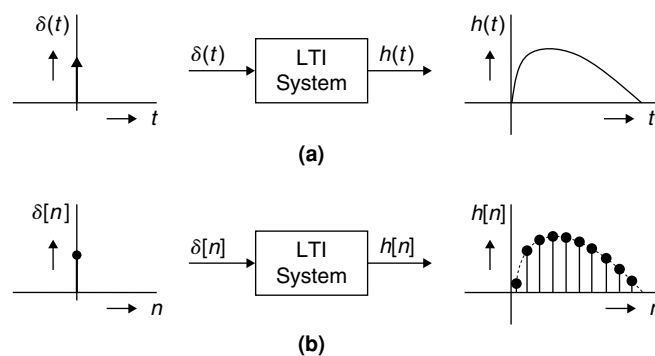 δ(t)
t
δ(t)
LTI
System
h(t)
h(t)
t
(a)
δ[n]
n
δ[n]
LTI
System
h[n]
h[n]
(b)